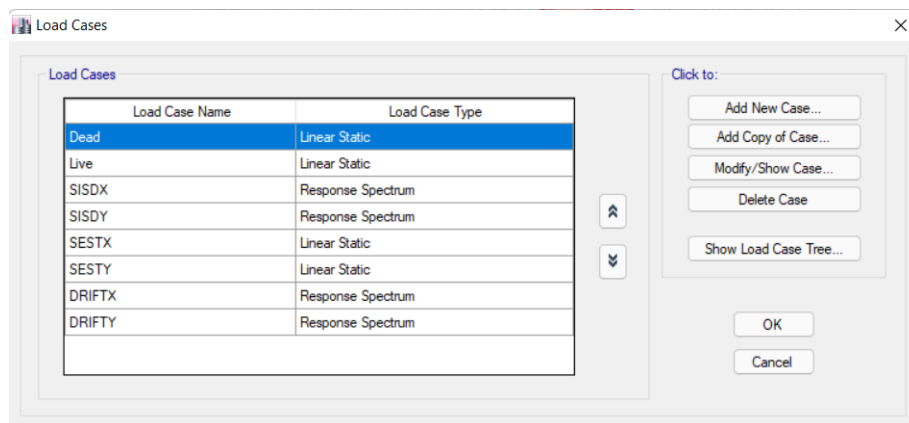 Load Cases
Load Cases
Click to:
Load Case Name Load Case Type
Dead Linear Static
Live Linear Static
SISDX Response Spectrum
SISDY Response Spectrum
SESTX Linear Static
SESTY Linear Static
DRIFTX Response Spectrum
DRIFTY Response Spectrum
Add New Case...
Add Copy of Case...
Modify/Show Case...
Delete Case
Show Load Case Tree...
OK
Cancel